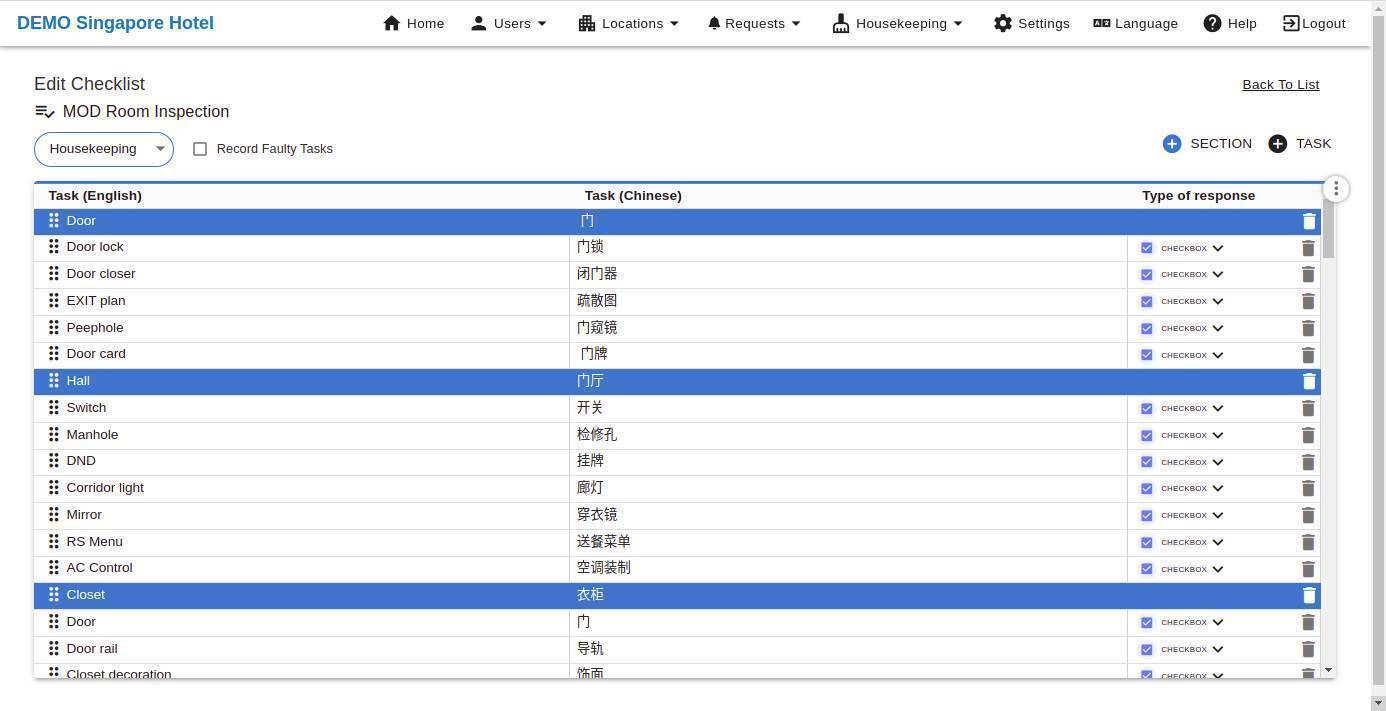 DEMO Singapore Hotel Home Users Locations Requests Housekeeping Settings Language Help Logout
Edit Checklist Back To List
MOD Room Inspection
Housekeeping Record Faulty Tasks SECTION TASK
Task (English) Task (Chinese) Type of response
Door 门
Door lock 门锁 CHECKBOX
Door closer 闭门器 CHECKBOX
EXIT plan 疏散图 CHECKBOX
Peephole 门窥镜 CHECKBOX
Door card 门牌 CHECKBOX
Hall 门厅
Switch 开关 CHECKBOX
Manhole 检修孔 CHECKBOX
DND 挂牌 CHECKBOX
Corridor light 廊灯 CHECKBOX
Mirror 穿衣镜 CHECKBOX
RS Menu 送餐菜单 CHECKBOX
AC Control 空调装制 CHECKBOX
Closet 衣柜
Door 门 CHECKBOX
Door rail 导轨 CHECKBOX
Closet decoration 饰面 CHECKBOX